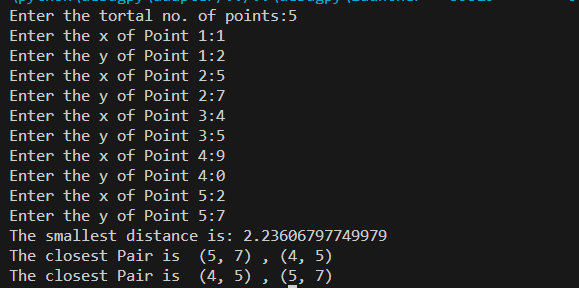 Enter the tortal no. of points:5
Enter the x of Point 1:1
Enter the y of Point 1:2
Enter the x of Point 2:5
Enter the y of Point 2:7
Enter the x of Point 3:4
Enter the y of Point 3:5
Enter the x of Point 4:9
Enter the y of Point 4:0
Enter the x of Point 5:2
Enter the y of Point 5:7
The smallest distance is: 2.23606797749979
The closest Pair is  (5, 7) , (4, 5)
The closest Pair is  (4, 5) , (5, 7)